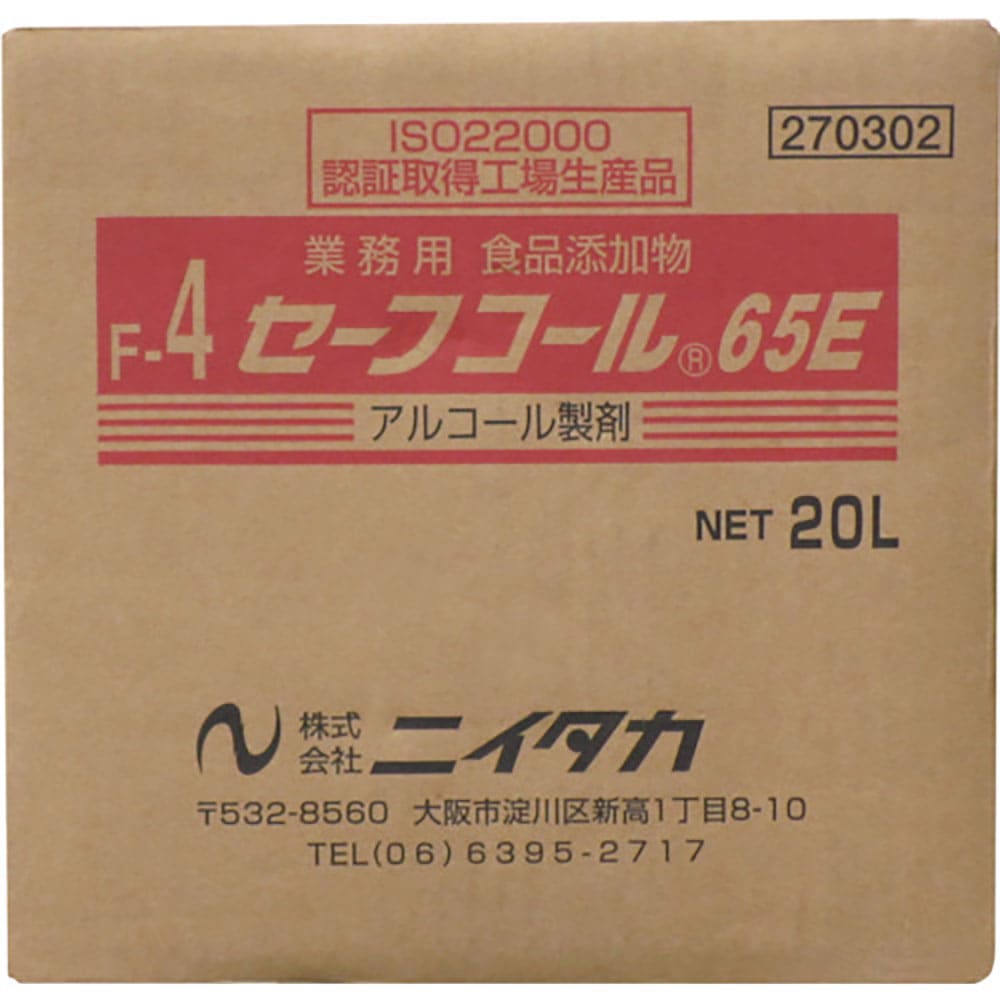 ISO22000
認証取得工場生産品
270302
業務用 食品添加物
F-4 セーフコール® 65E
アルコール製剤
NET 20L
株式会社 ニイタカ
〒532-8560 大阪市淀川区新高1丁目8-10
TEL(06)6395-2717